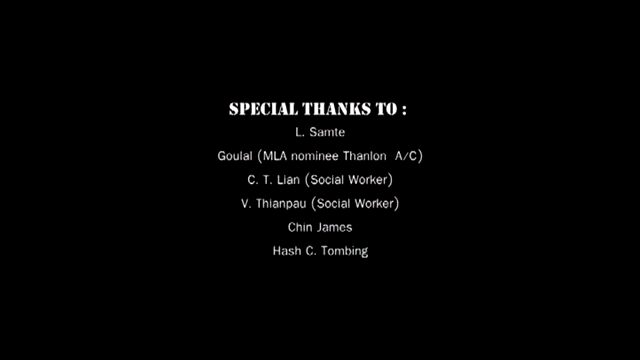 SPECIAL THANKS TO :
L. Samte
Goulal (MLA nominee Thanlon A/C)
C. T. Lian (Social Worker)
V. Thianpau (Social Worker)
Chin James
Hash C. Tombing